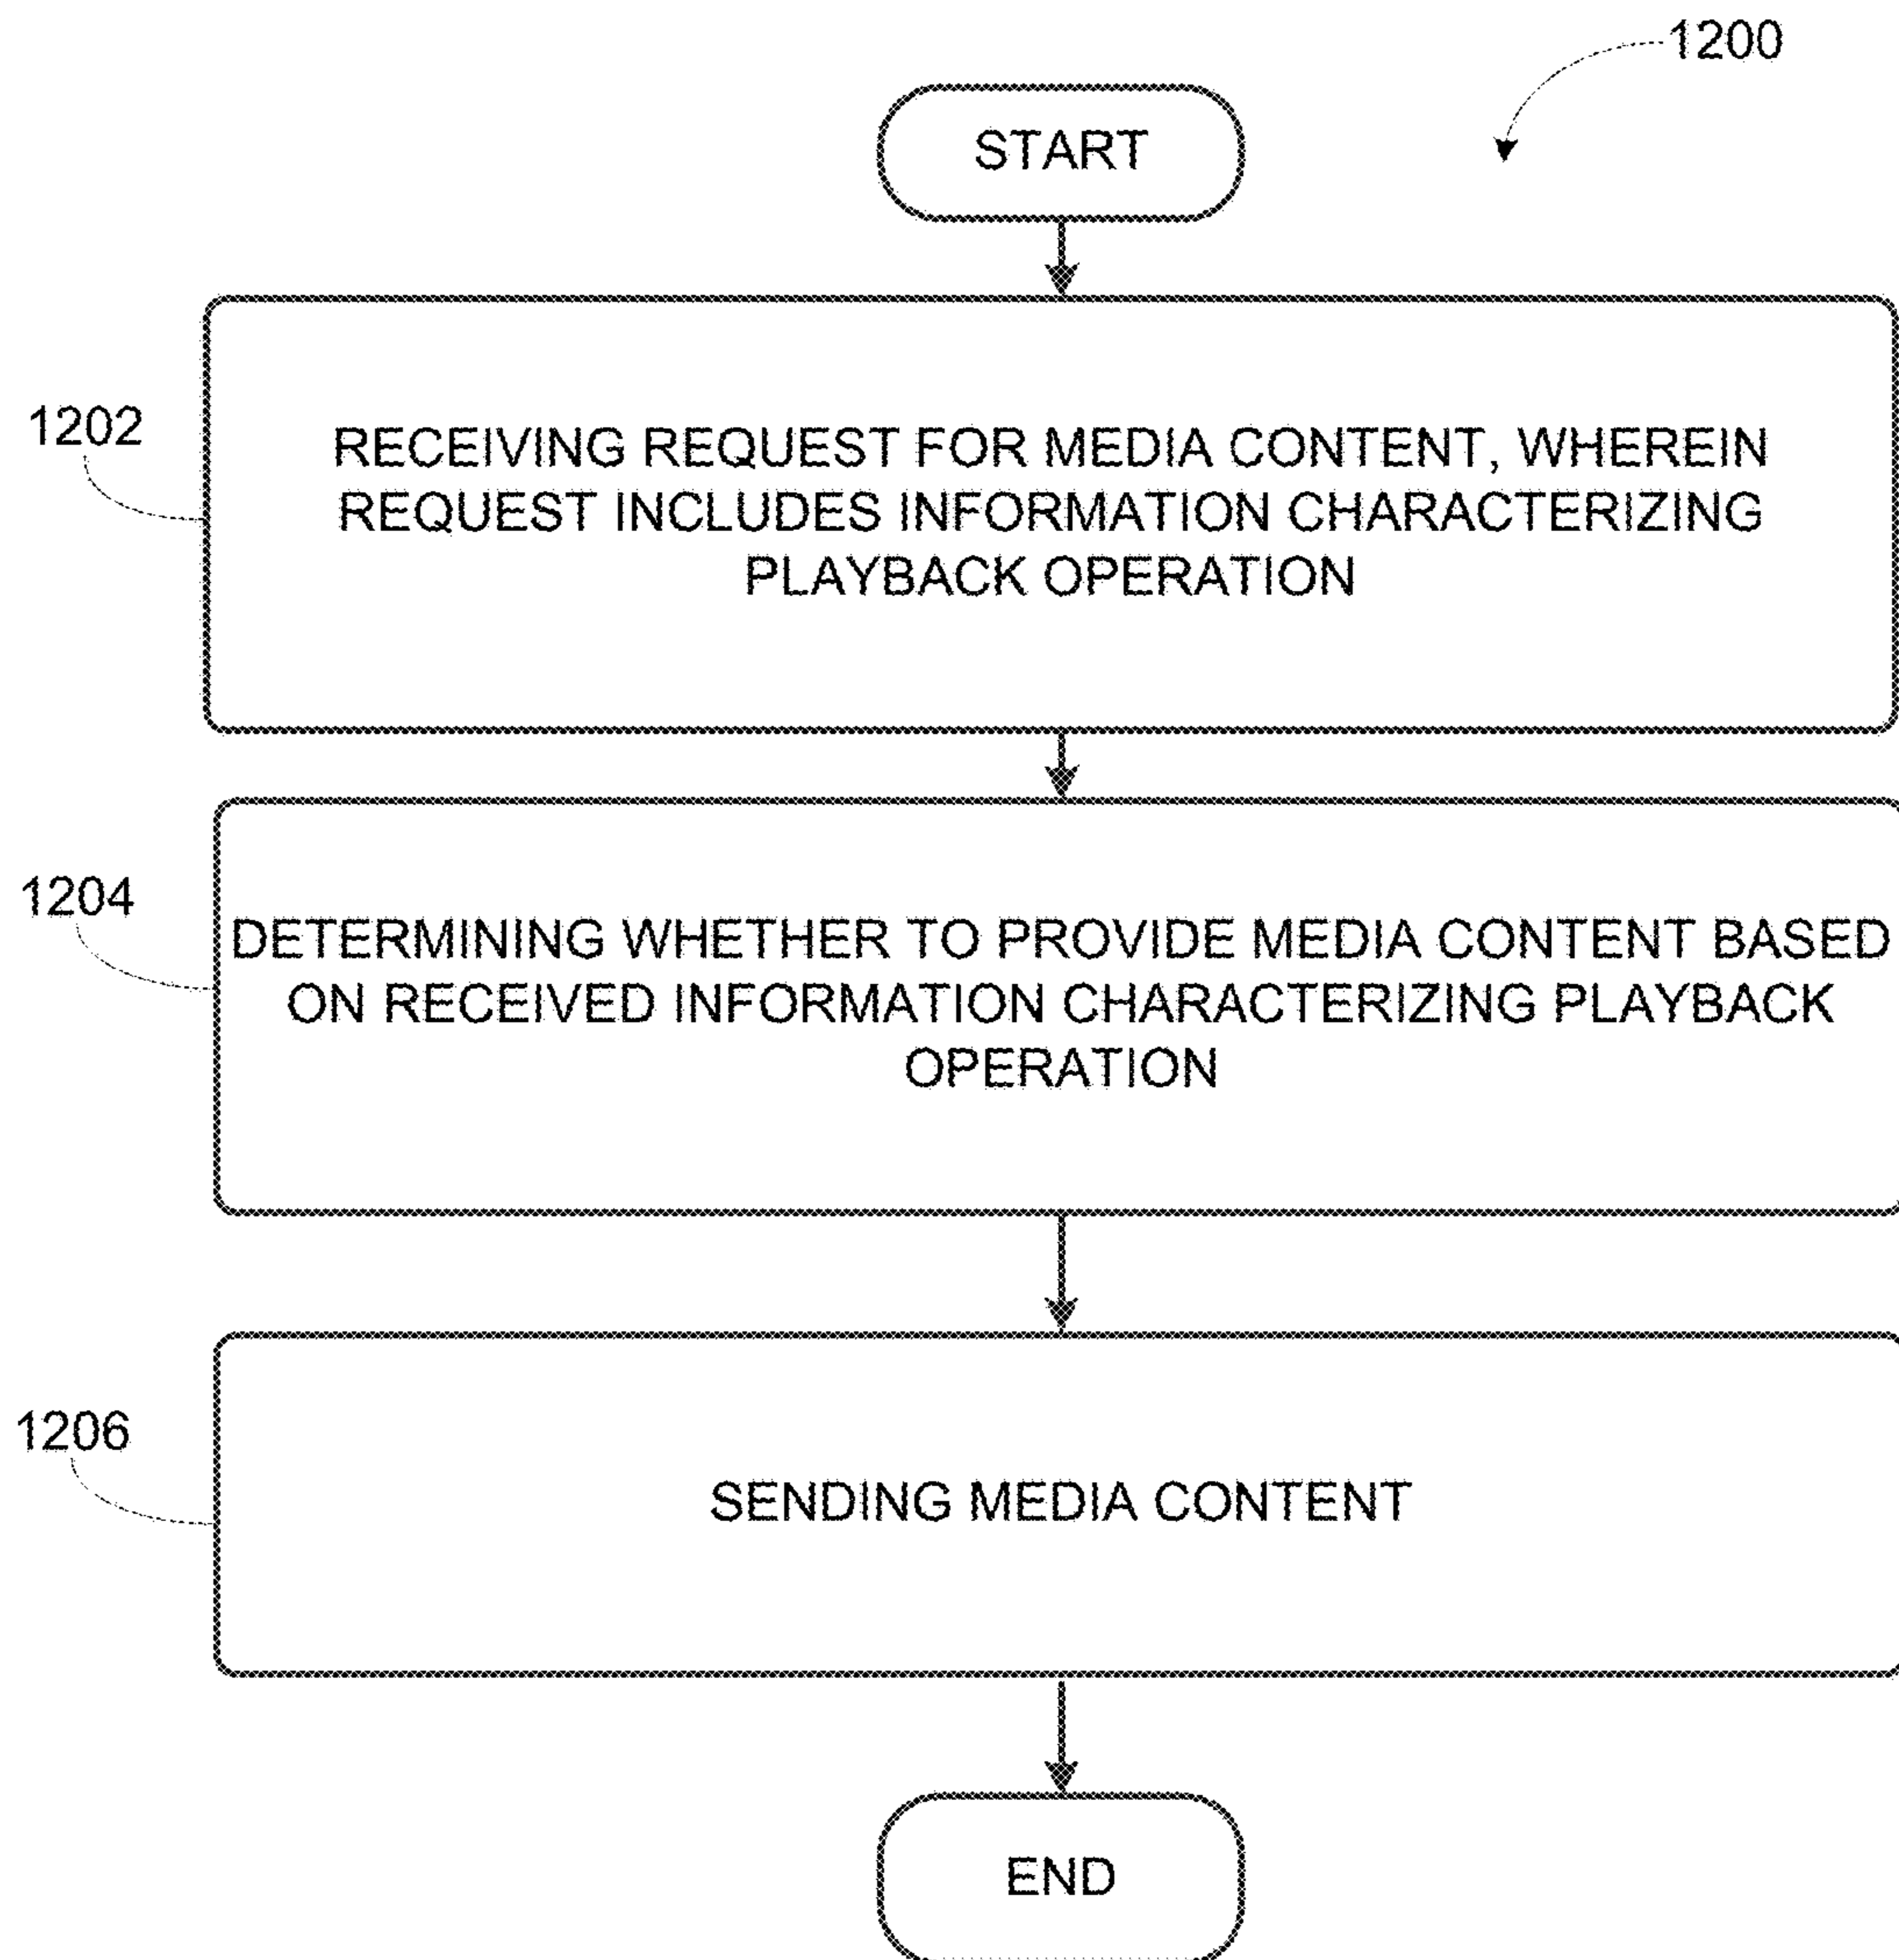 1200
START
1202
RECEIVING REQUEST FOR MEDIA CONTENT, WHEREIN
REQUEST INCLUDES INFORMATION CHARACTERIZING
PLAYBACK OPERATION
1204
DETERMINING WHETHER TO PROVIDE MEDIA CONTENT BASED
ON RECEIVED INFORMATION CHARACTERIZING PLAYBACK
OPERATION
1206
SENDING MEDIA CONTENT
END